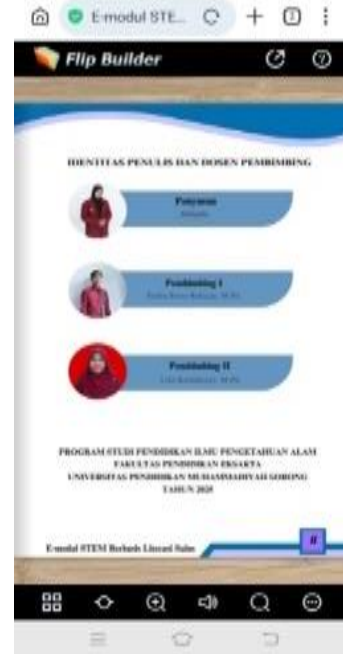 E-modul STE...
Flip Builder
IDENTITAS PENULIS DAN DOSEN PEMBIMBING
Penyusun
Pembimbing I
Pembimbing II
PROGRAM STUDI PENDIDIKAN ILMU PENGETAHUAN ALAM
FAKULTAS PENDIDIKAN EKSAKTA
UNIVERSITAS PENDIDIKAN MUHAMMADIYAH SORONG
TAHUN 2025
E-modul STEM Berbasis Literasi Sains
#